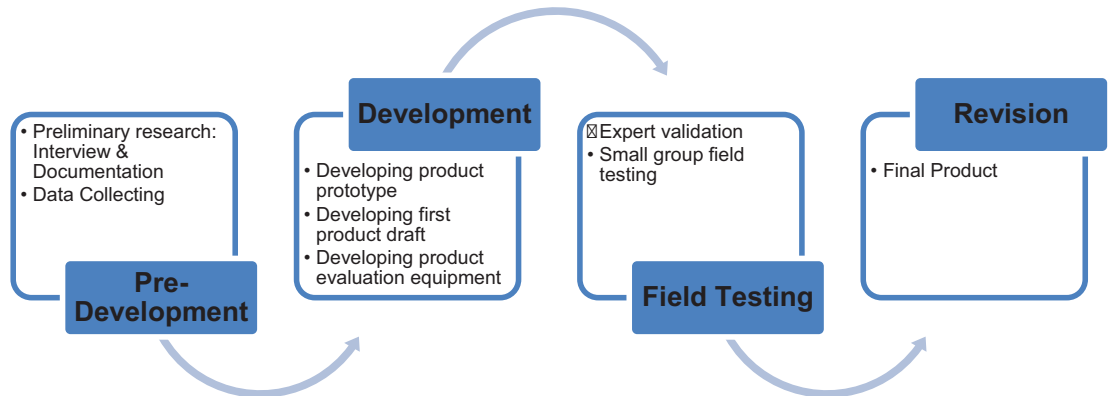 • Preliminary research:
Interview &
Documentation
• Data Collecting
Pre-
Development
Development
• Developing product
prototype
• Developing first
product draft
• Developing product
evaluation equipment
Expert validation
• Small group field
testing
Field Testing
Revision
• Final Product